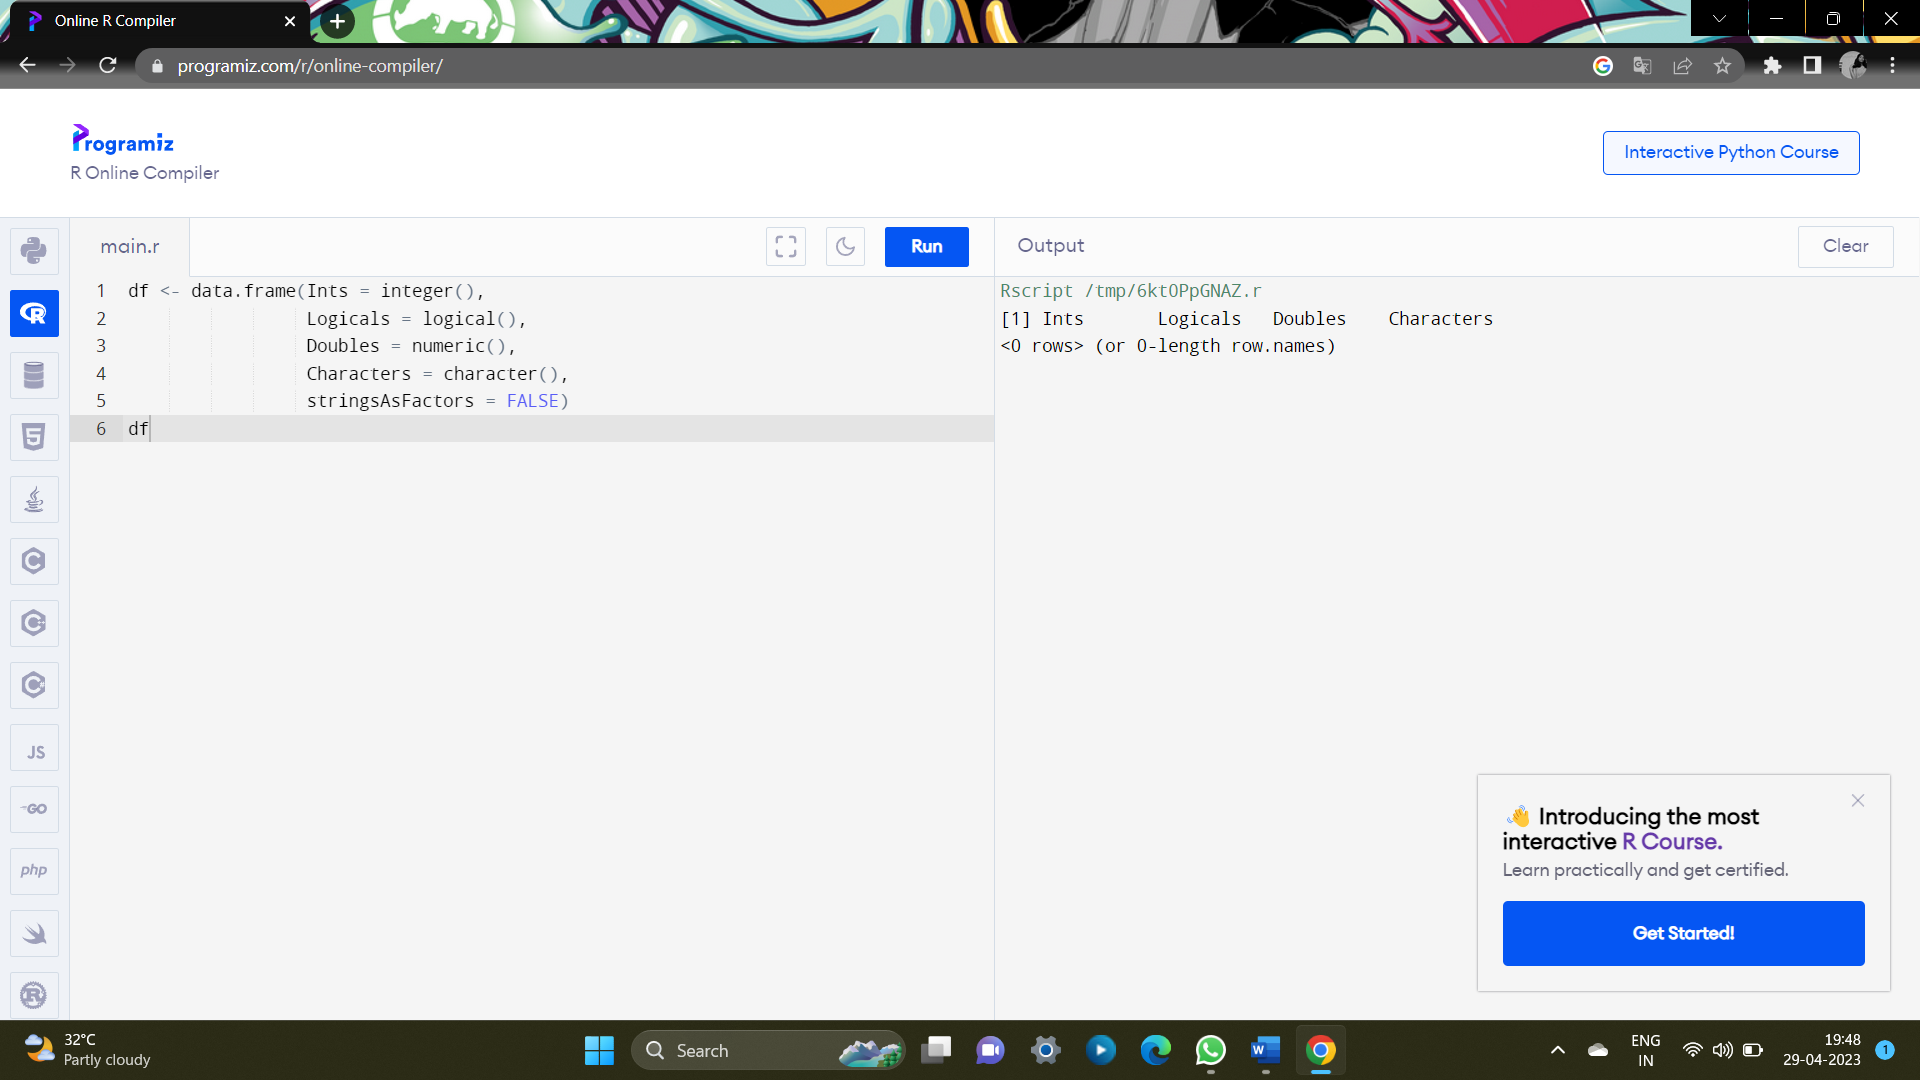 Online R Compiler
programiz.com/r/online-compiler/
Programiz
R Online Compiler
Interactive Python Course
main.r
Run
Output
Clear
1 df <- data.frame(Ints = integer(),
2 Logicals = logical(),
3 Doubles = numeric(),
4 Characters = character(),
5 stringsAsFactors = FALSE)
6 df
Rscript /tmp/6ktOPpGNAZ.r
[1] Ints Logicals Doubles Characters
<0 rows> (or 0-length row.names)
JS
GO
php
👋 Introducing the most
interactive R Course.
Learn practically and get certified.
Get Started!
32°C
Partly cloudy
Search
ENG
IN
19:48
29-04-2023
1